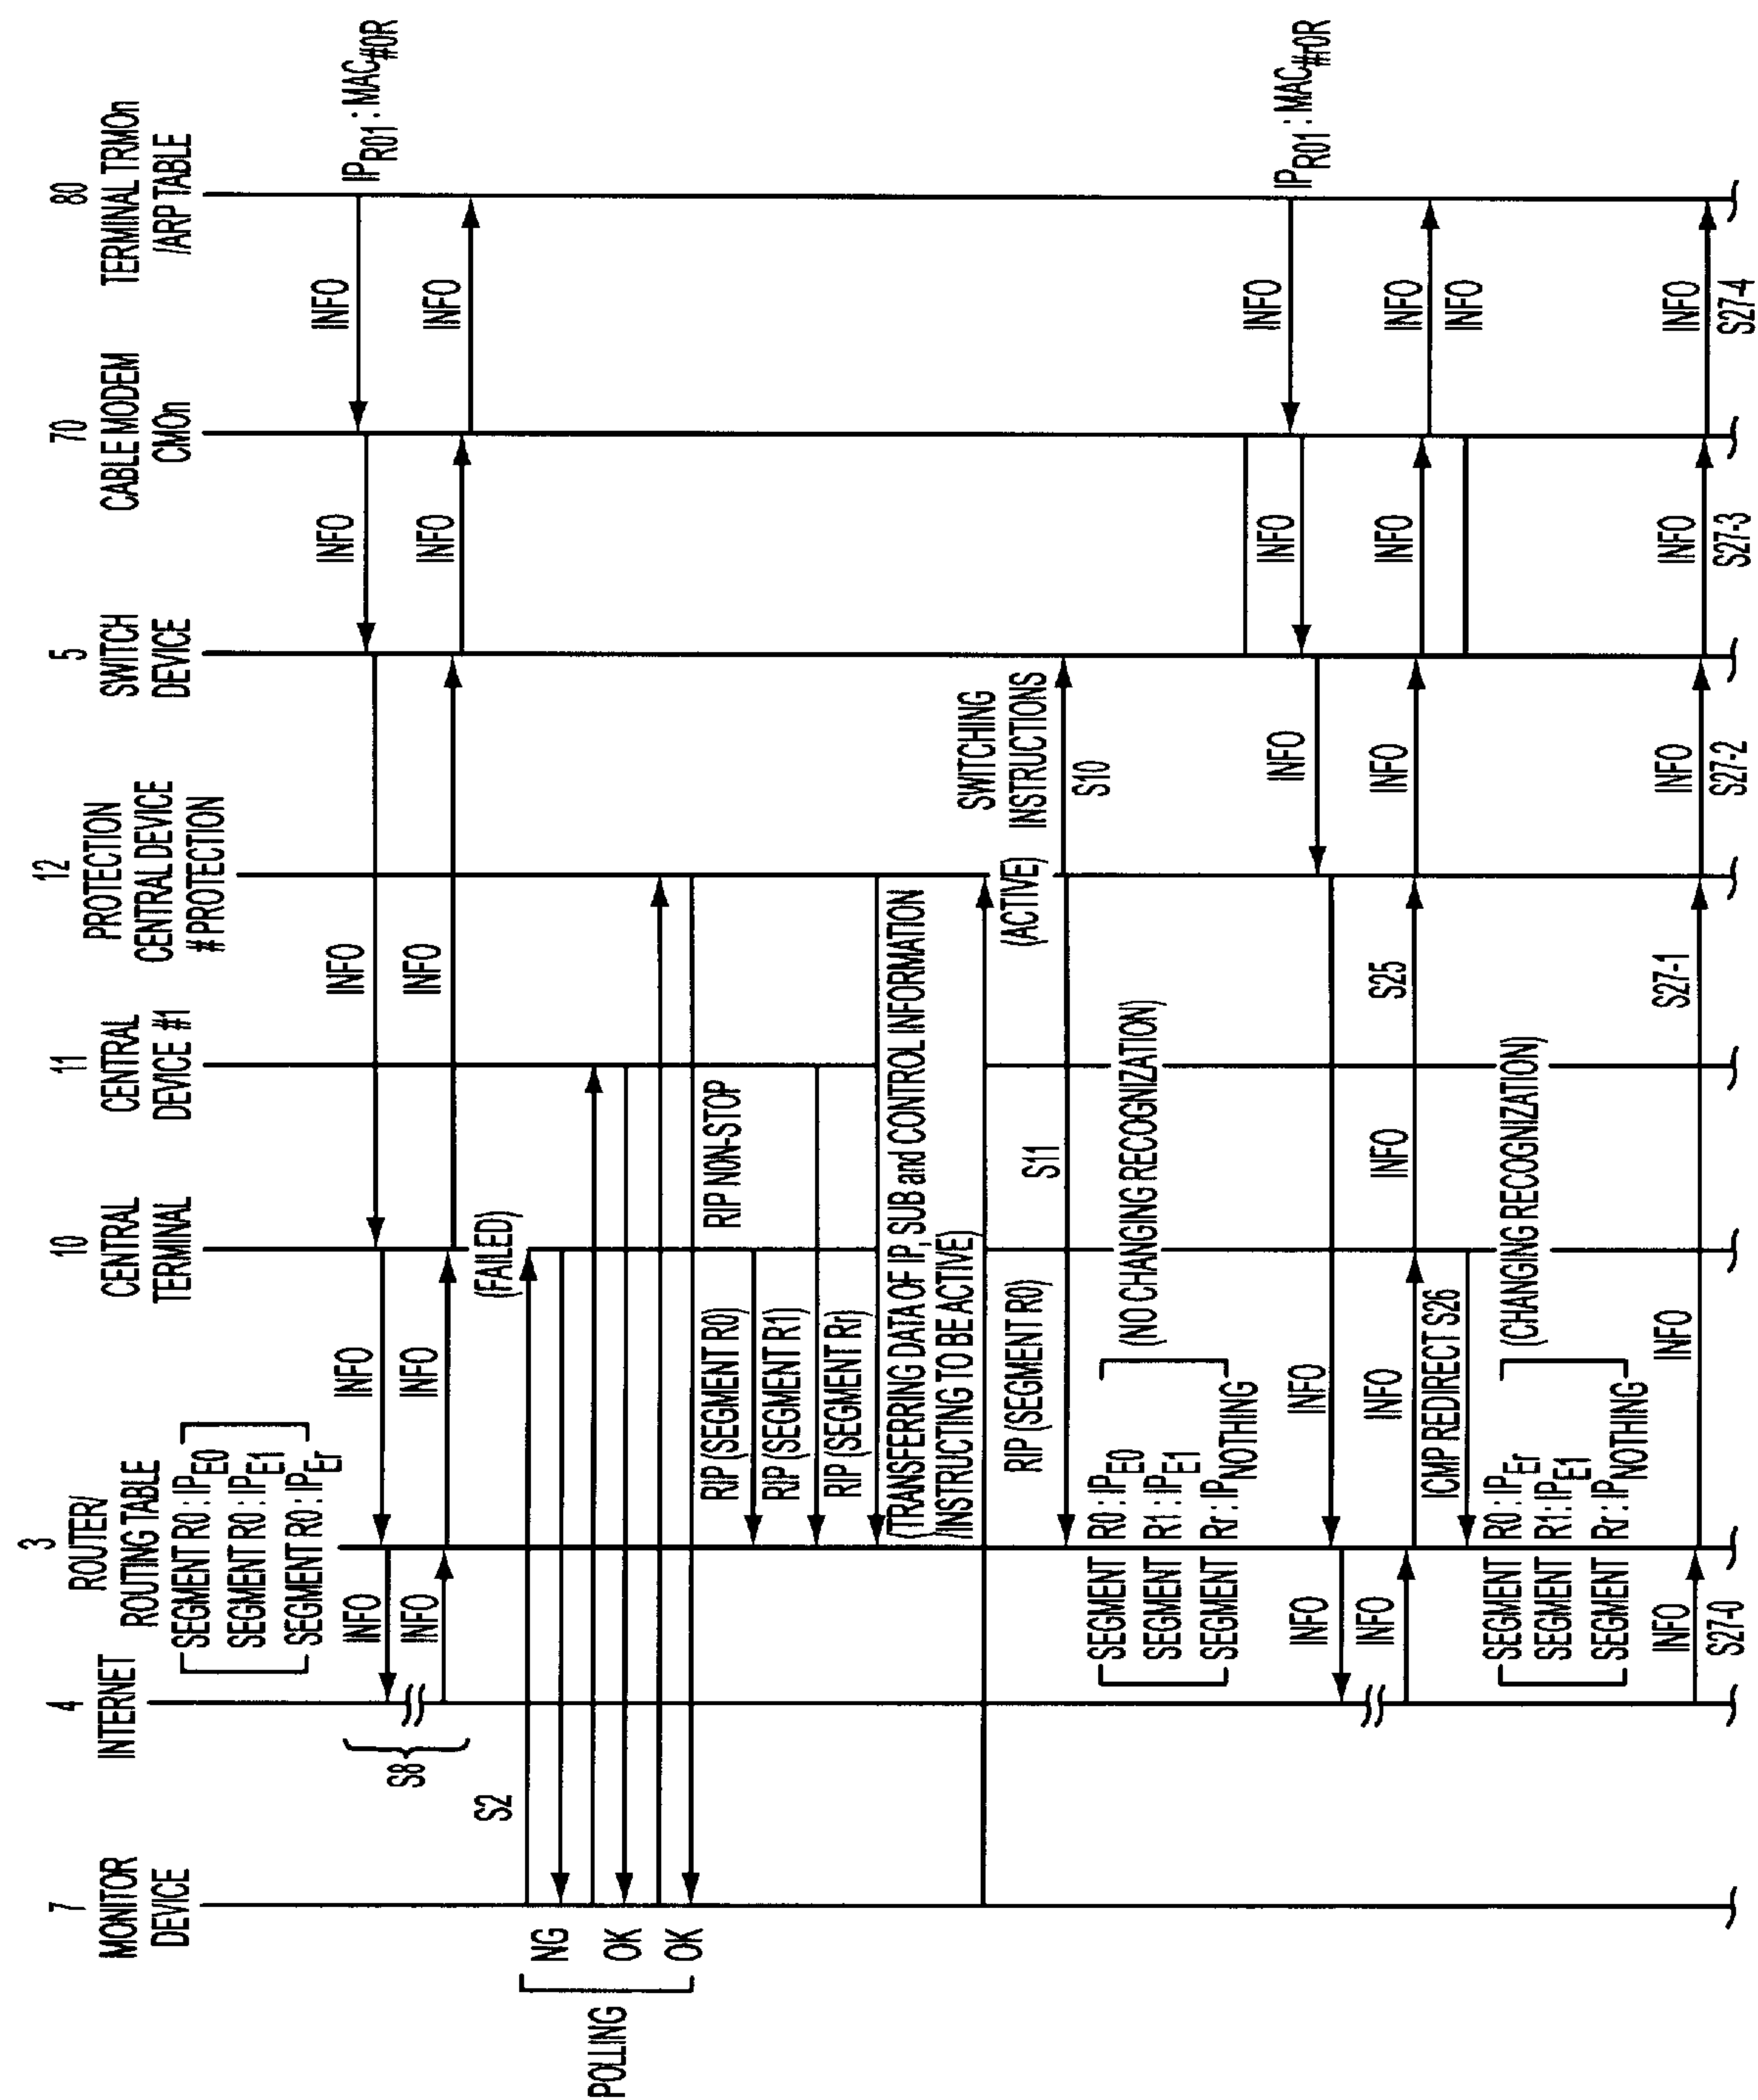 7
MONITOR
DEVICE
4
INTERNET
3
ROUTER/
ROUTING TABLE
SEGMENT R0 : IPE0
SEGMENT R0 : IPE1
SEGMENT R0 : IPEr
10
CENTRAL
TERMINAL
11
CENTRAL
DEVICE #1
12
PROTECTION
CENTRAL DEVICE
# PROTECTION
5
SWITCH
DEVICE
70
CABLE MODEM
CMOn
80
TERMINAL TRMOn
/ARP TABLE
IPR01 : MAC#0R
INFO
INFO
INFO
INFO
INFO
INFO
INFO
INFO
INFO
INFO
S8
S2
(FAILED)
POLLING
NG
OK
OK
RIP NON-STOP
RIP (SEGMENT R0)
RIP (SEGMENT R1)
RIP (SEGMENT Rr)
(TRANSFERRING DATA OF IP, SUB and CONTROL INFORMATION
/INSTRUCTING TO BE ACTIVE)
(ACTIVE)
SWITCHING
INSTRUCTIONS
S10
RIP (SEGMENT R0)
S11
SEGMENT R0 : IPE0
SEGMENT R1 : IPE1
SEGMENT Rr : IPNOTHING
(NO CHANGING RECOGNIZATION)
IPR01 : MAC#r0R
INFO
INFO
INFO
INFO
INFO
INFO
INFO
INFO
S25
INFO
INFO
INFO
INFO
ICMP REDIRECT S26
SEGMENT R0 : IPEr
SEGMENT R1 : IPE1
SEGMENT Rr : IPNOTHING
(CHANGING RECOGNIZATION)
INFO
S27-0
INFO
S27-1
INFO
S27-2
INFO
S27-3
INFO
S27-4